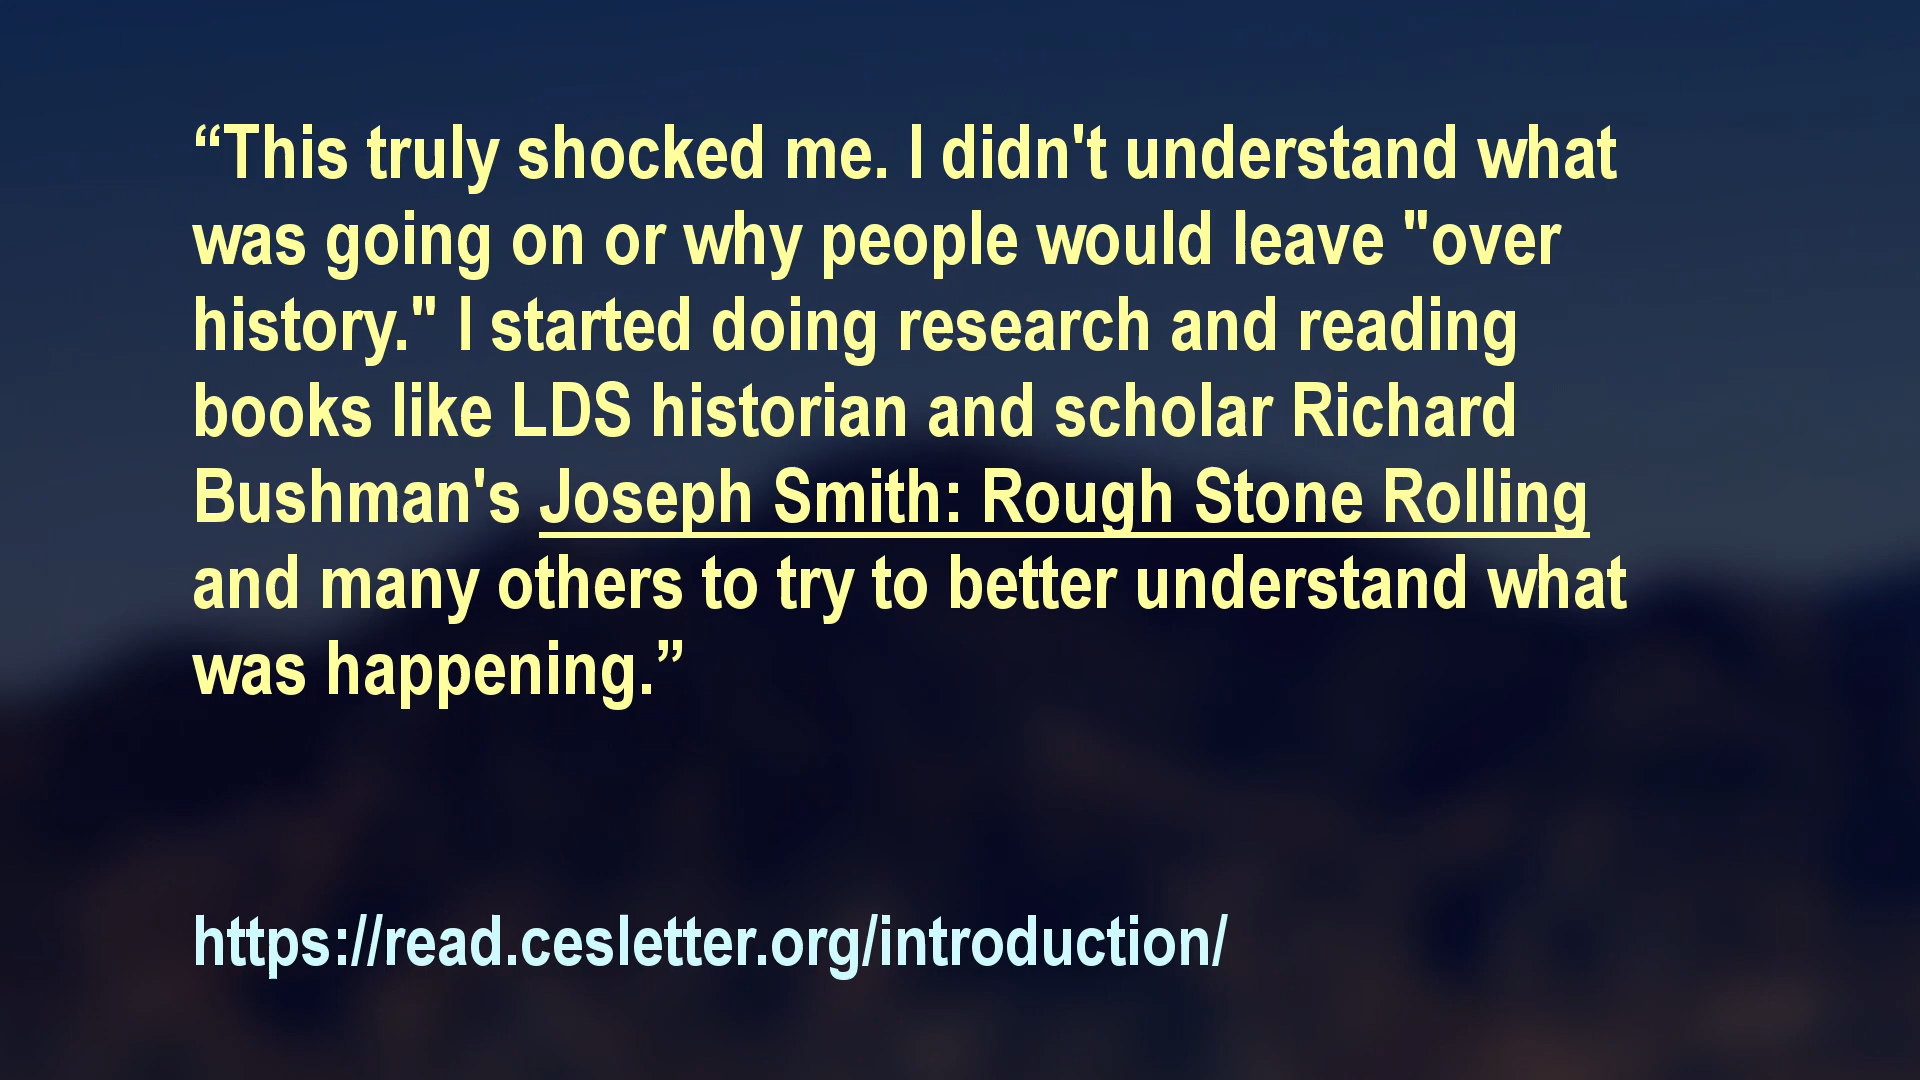 “This truly shocked me. I didn't understand what
was going on or why people would leave "over
history." I started doing research and reading
books like LDS historian and scholar Richard
Bushman's Joseph Smith: Rough Stone Rolling
and many others to try to better understand what
was happening.”
https://read.cesletter.org/introduction/